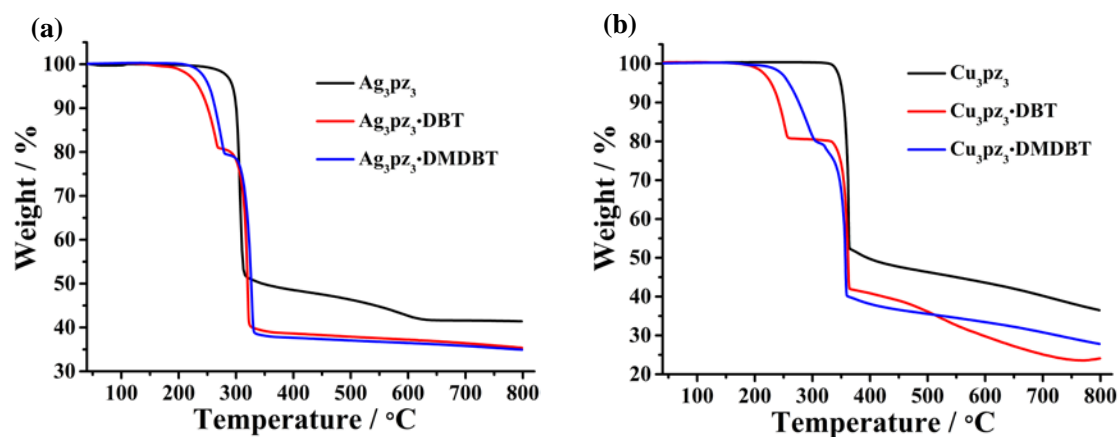 (a)
100
90
80
70
60
50
40
30
Weight / %
100 200 300 400 500 600 700 800
Temperature / °C
Ag₃pz₃
Ag₃pz₃•DBT
Ag₃pz₃•DMDBT
(b)
100
90
80
70
60
50
40
30
20
Weight / %
100 200 300 400 500 600 700 800
Temperature / °C
Cu₃pz₃
Cu₃pz₃•DBT
Cu₃pz₃•DMDBT